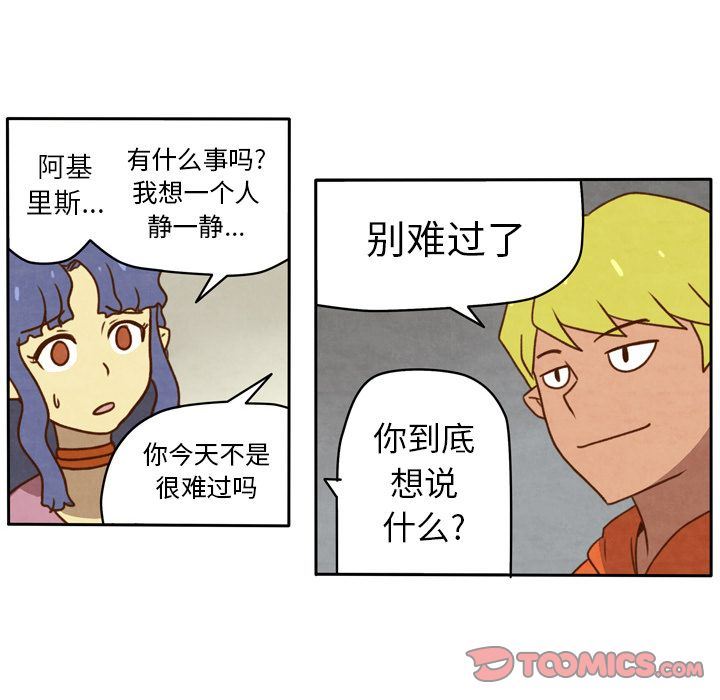 阿基
里斯...
有什么事吗?
我想一个人
静一静...
你今天不是
很难过吗
别难过了
你到底
想说
什么?
TOOMICS.COM